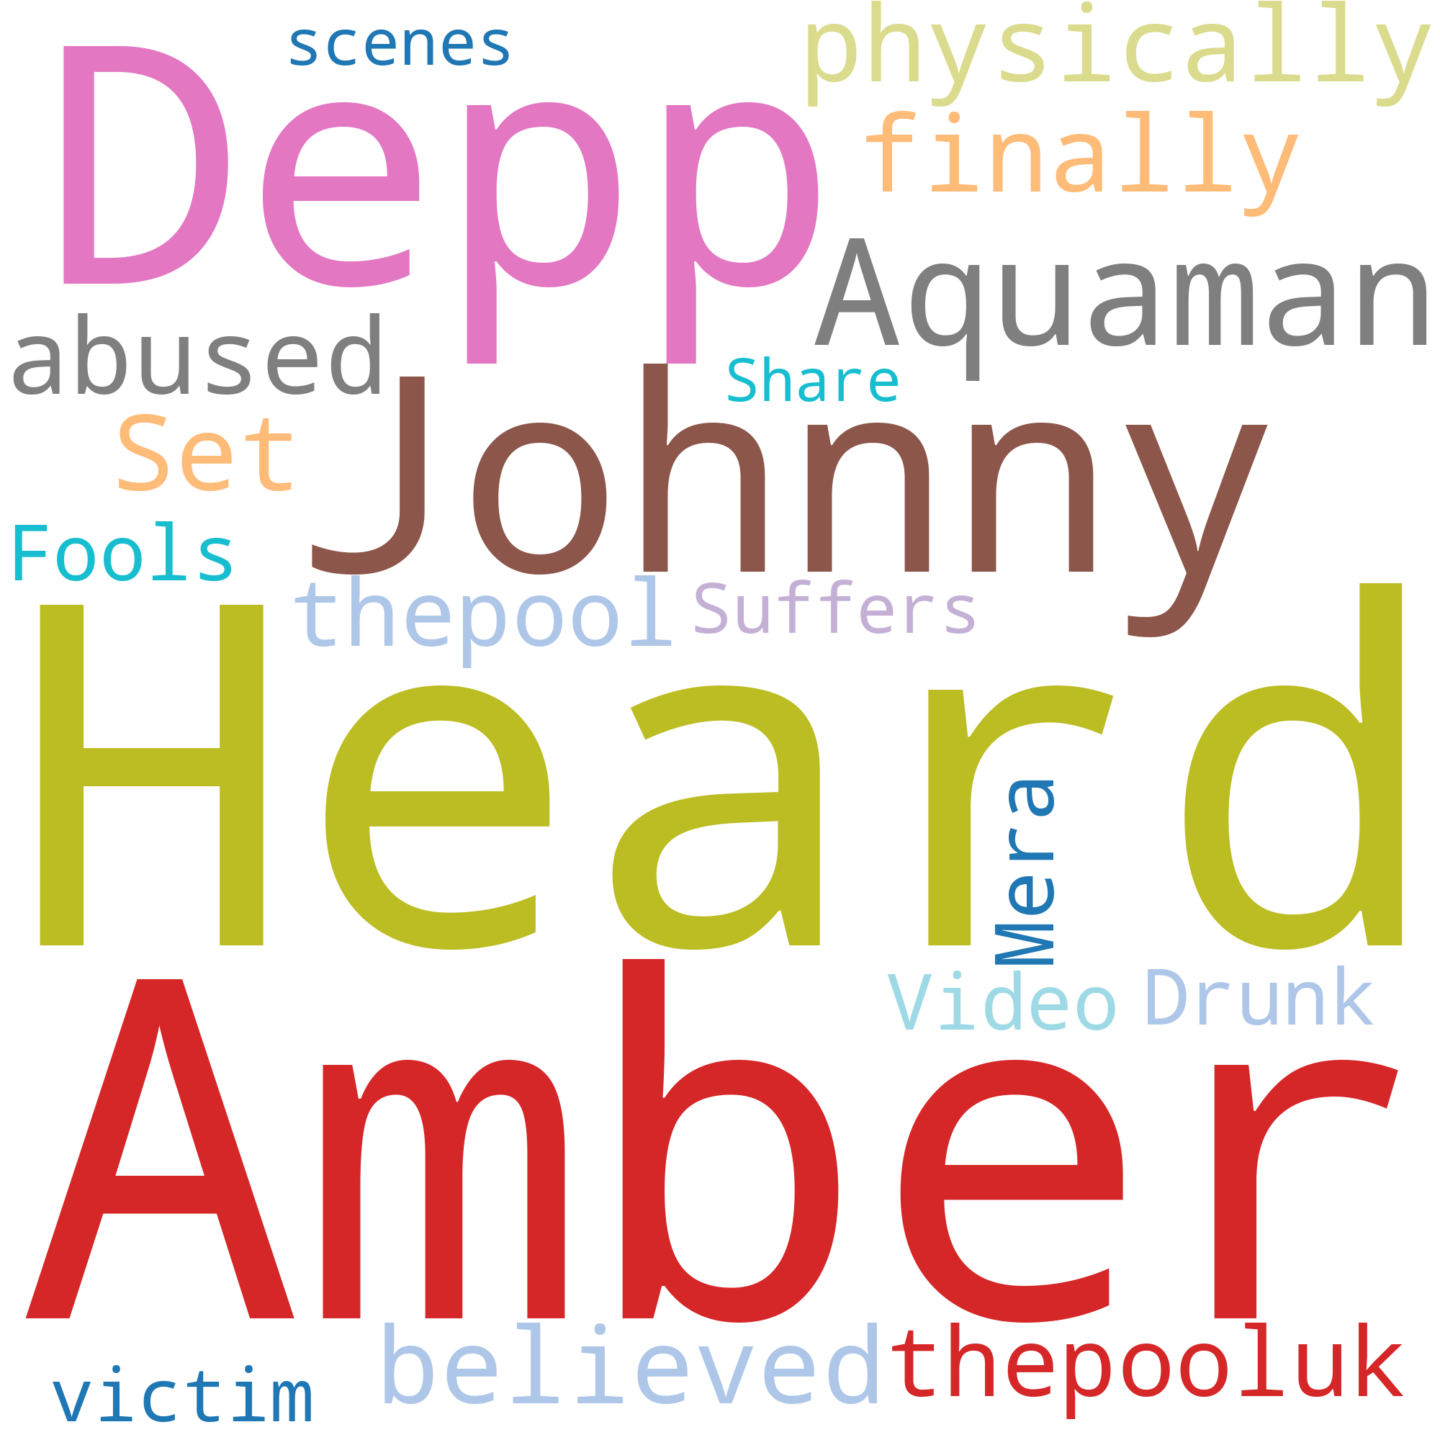 scenes
physically
Depp
finally
Aquaman
abused
Share
Johnny
Set
Fools
thepool
Suffers
Heard
Mera
Video
Drunk
Amber
believed
thepooluk
victim